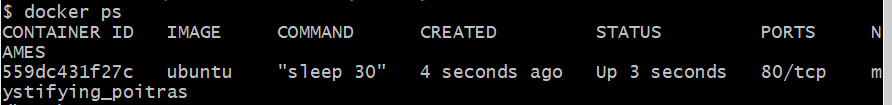 $ docker ps
CONTAINER ID   IMAGE     COMMAND      CREATED         STATUS         PORTS     N
AMES
559dc431f27c   ubuntu    "sleep 30"   4 seconds ago   Up 3 seconds   80/tcp    m
ystifying_poitras